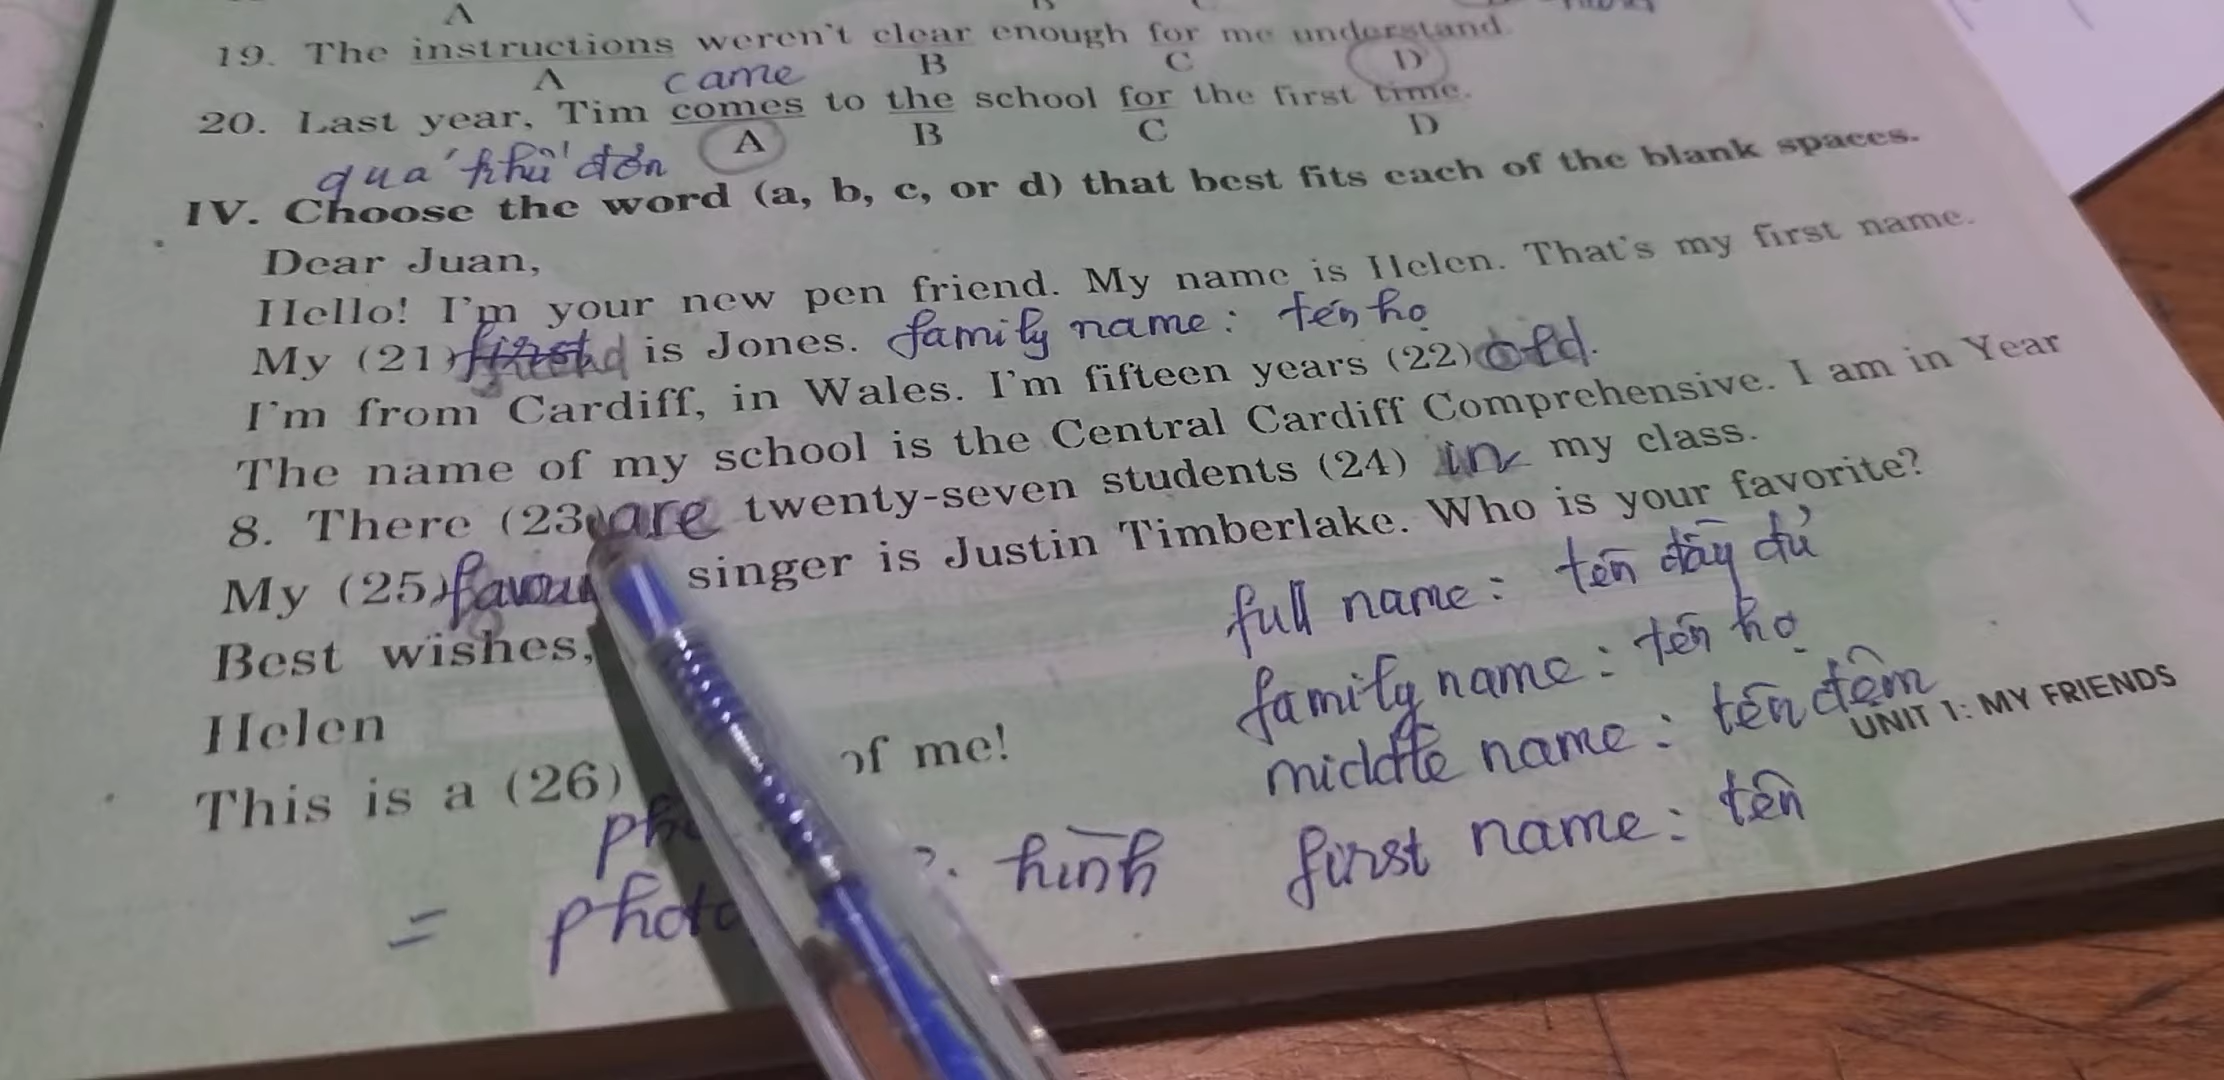 A
19. The instructions weren't clear enough for me understand.
A B C D
came
20. Last year, Tim comes to the school for the first time.
A B C D
quá khứ đơn
IV. Choose the word (a, b, c, or d) that best fits each of the blank spaces.
Dear Juan,
Hello! I'm your new pen friend. My name is Helen. That's my first name.
My (21) is Jones. family name: tên họ
I'm from Cardiff, in Wales. I'm fifteen years (22) old.
The name of my school is the Central Cardiff Comprehensive. I am in Year
8. There (23) are twenty-seven students (24) in my class.
My (25) favou singer is Justin Timberlake. Who is your favorite?
Best wishes,
Helen
This is a (26) of me!
hình
= photo
full name: tên đầy đủ
family name: tên họ
middle name: tên đệm
first name: tên
UNIT 1: MY FRIENDS